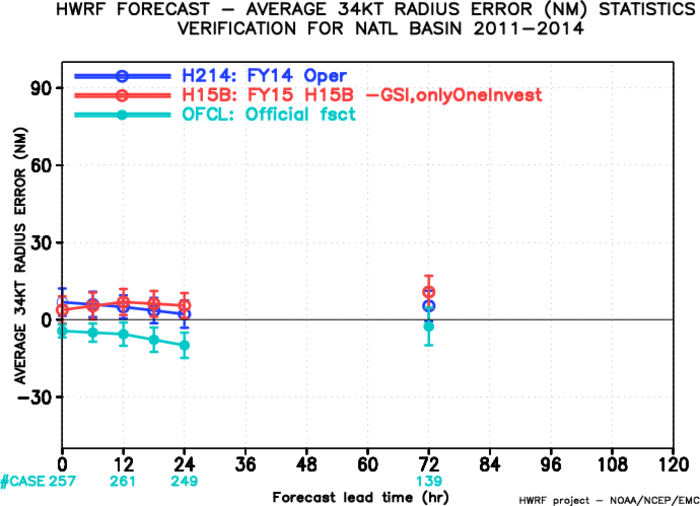 HWRF FORECAST – AVERAGE 34KT RADIUS ERROR (NM) STATISTICS
VERIFICATION FOR NATL BASIN 2011–2014
H214: FY14 Oper
H15B: FY15 H15B –GSI,onlyOneInvest
OFCL: Official fsct
AVERAGE 34KT RADIUS ERROR (NM)
90
60
30
0
–30
0 12 24 36 48 60 72 84 96 108 120
#CASE 257 261 249 139
Forecast lead time (hr)
HWRF project – NOAA/NCEP/EMC